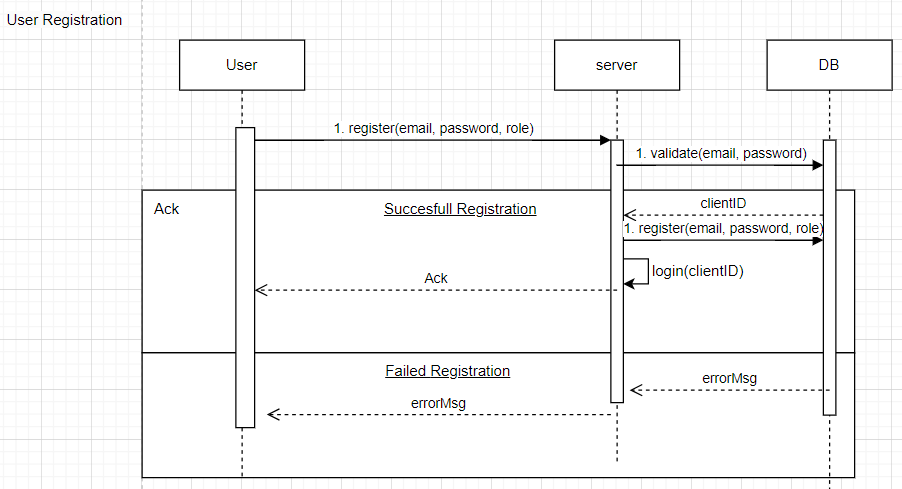 User Registration
User
server
DB
1. register(email, password, role)
1. validate(email, password)
Ack
Succesfull Registration
clientID
1. register(email, password, role)
login(clientID)
Ack
Failed Registration
errorMsg
errorMsg